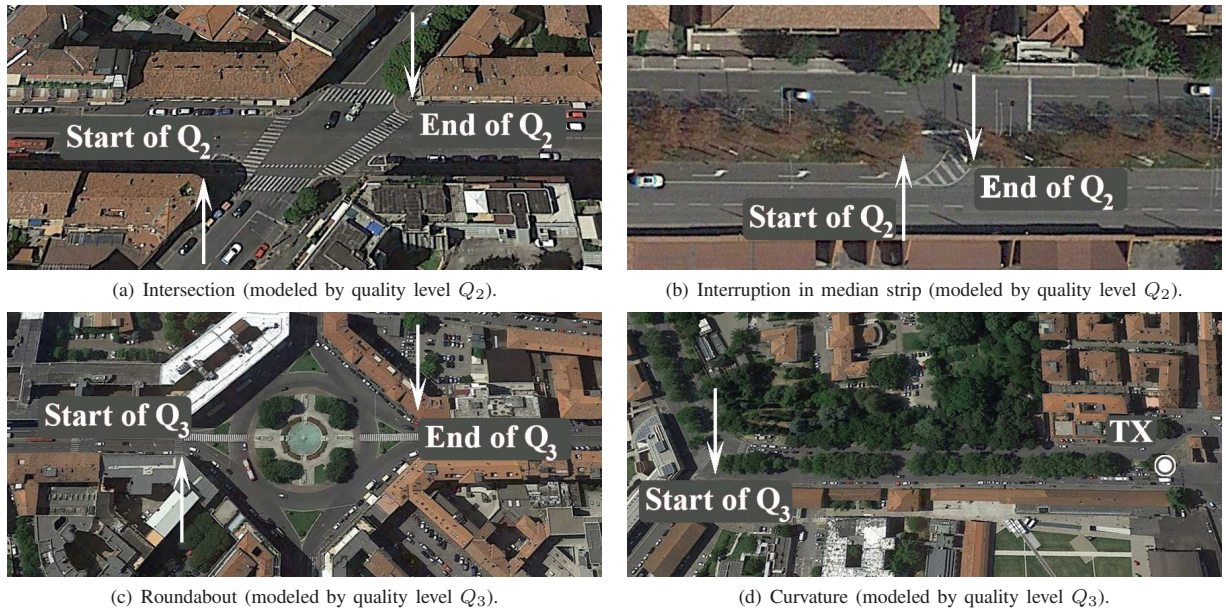 Start of Q2
End of Q2
Start of Q2
End of Q2
(a) Intersection (modeled by quality level Q2).
(b) Interruption in median strip (modeled by quality level Q2).
Start of Q3
End of Q3
TX
Start of Q3
(c) Roundabout (modeled by quality level Q3).
(d) Curvature (modeled by quality level Q3).